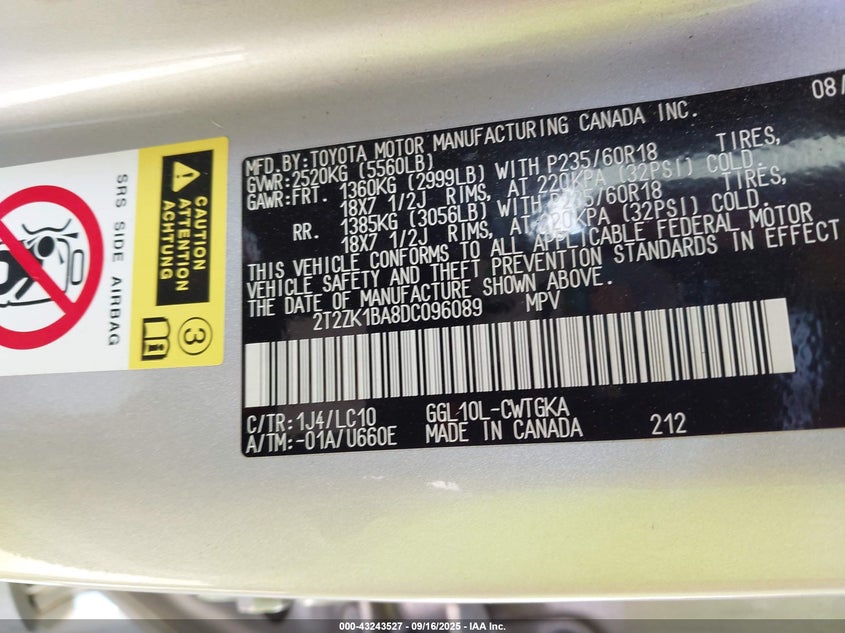 08/
MFD.BY:TOYOTA MOTOR MANUFACTURING CANADA INC.
GVWR:2520KG (5560LB)
GAWR:FRT. 1360KG (2999LB) WITH P235/60R18 TIRES,
18X7 1/2J RIMS, AT 220KPA (32PSI) COLD.
RR. 1385KG (3056LB) WITH P235/60R18 TIRES,
18X7 1/2J RIMS, AT 220KPA (32PSI) COLD.
THIS VEHICLE CONFORMS TO ALL APPLICABLE FEDERAL MOTOR
VEHICLE SAFETY AND THEFT PREVENTION STANDARDS IN EFFECT
THE DATE OF MANUFACTURE SHOWN ABOVE.
2T2ZK1BA8DC096089 MPV
C/TR:1J4/LC10 GGL10L-CWTGKA
A/TM:-01A/U660E MADE IN CANADA 212
CAUTION
ATTENTION
ACHTUNG
SRS SIDE AIRBAG
3
000-43243527 - 09/16/2025 - IAA Inc.